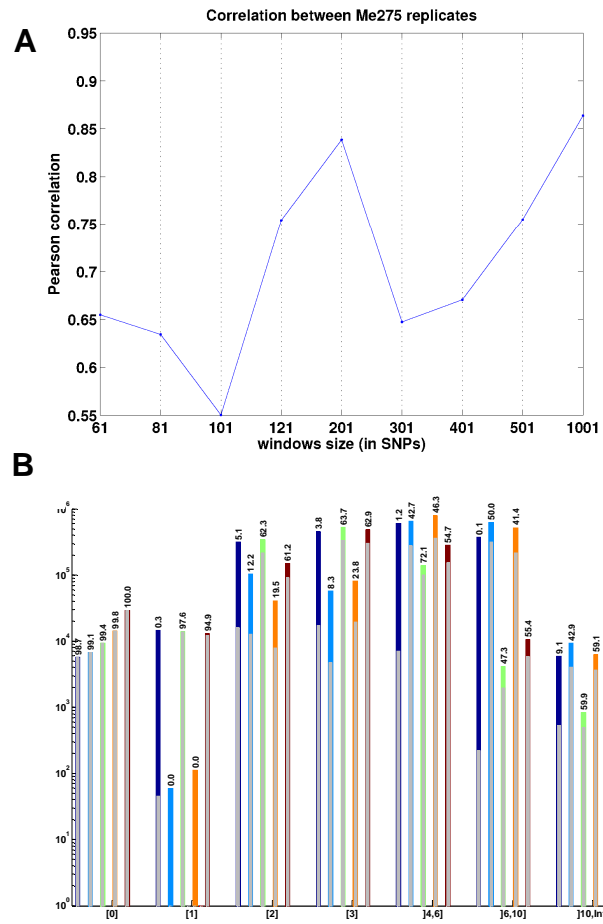 Correlation between Me275 replicates
A
0.95
0.9
0.85
0.8
0.75
0.7
0.65
0.6
0.55
Pearson correlation
61 81 101 121 201 301 401 501 1001
windows size (in SNPs)
B
10^6
10^5
10^4
10^3
10^2
10^1
10^0
98.7 99.1 99.4 99.8 100.0
0.3 0.0 97.6 0.0 94.9
5.1 12.2 62.3 19.5 61.2
3.8 8.3 63.7 23.8 62.9
1.2 42.7 72.1 46.3 54.7
0.1 50.0 47.3 41.4 55.4
9.1 42.9 59.9 59.1
[0] [1] [2] [3] ]4,6] ]6,10]